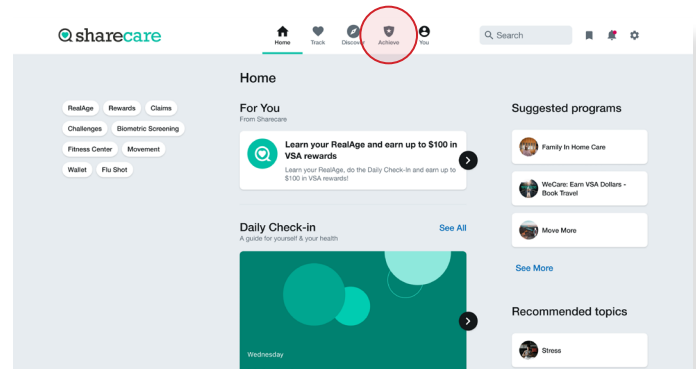 sharecare
Home
Track
Discover
Achieve
You
Search
Home
RealAge
Rewards
Claims
Challenges
Biometric Screening
Fitness Center
Movement
Wallet
Flu Shot
For You
From Sharecare
Learn your RealAge and earn up to $100 in
VSA rewards
Learn your RealAge, do the Daily Check-In and earn up to
$100 in VSA rewards!
Daily Check-in
See All
A guide for yourself & your health
Wednesday
Suggested programs
Family In Home Care
WeCare: Earn VSA Dollars -
Book Travel
Move More
See More
Recommended topics
Stress